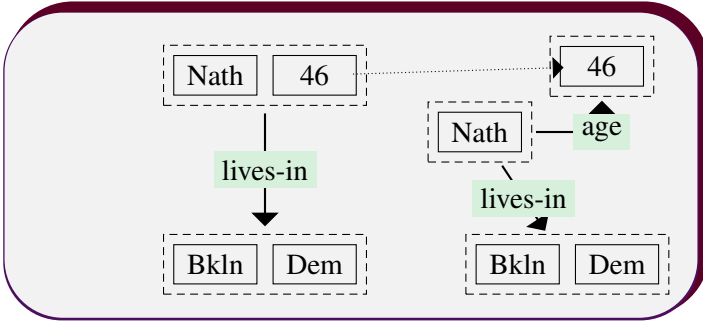 Nath 46
lives-in
Bkln Dem
46
Nath
age
lives-in
Bkln Dem